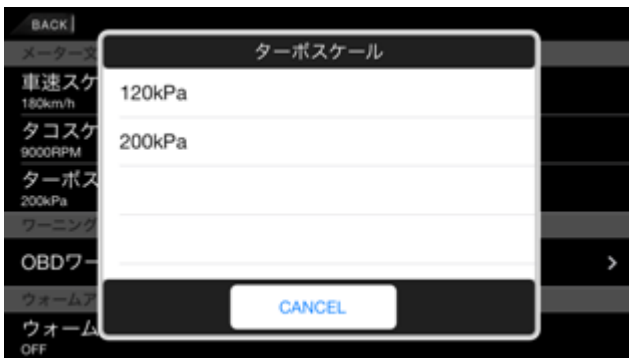 BACK
ターボスケール
メーター文
車速スケ
180km/h
タコスケ
9000RPM
ターボス
200kPa
ワーニング
OBDワー
ウォームア
ウォーム
OFF
120kPa
200kPa
CANCEL